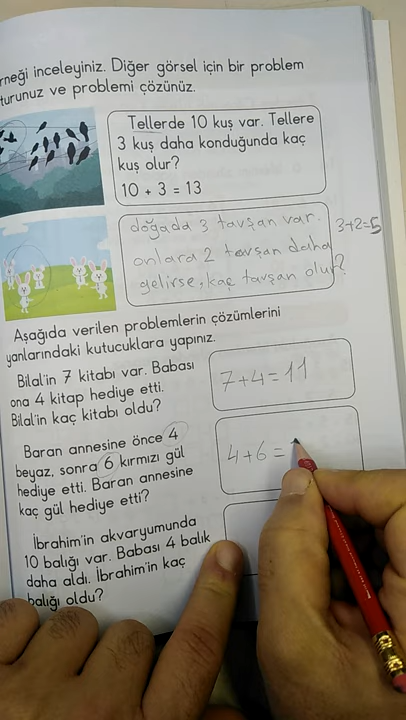 rneği inceleyiniz. Diğer görsel için bir problem
turunuz ve problemi çözünüz.
Tellerde 10 kuş var. Tellere
3 kuş daha konduğunda kaç
kuş olur?
10 + 3 = 13
doğada 3 tavşan var.
onlara 2 tavşan daha
gelirse, kaç tavşan olur?
3+2=5
Aşağıda verilen problemlerin çözümlerini
yanlarındaki kutucuklara yapınız.
Bilal'in 7 kitabı var. Babası
ona 4 kitap hediye etti.
Bilal'in kaç kitabı oldu?
7+4=11
Baran annesine önce 4
beyaz, sonra 6 kırmızı gül
hediye etti. Baran annesine
kaç gül hediye etti?
4+6=
İbrahim'in akvaryumunda
10 balığı var. Babası 4 balık
daha aldı. İbrahim'in kaç
balığı oldu?